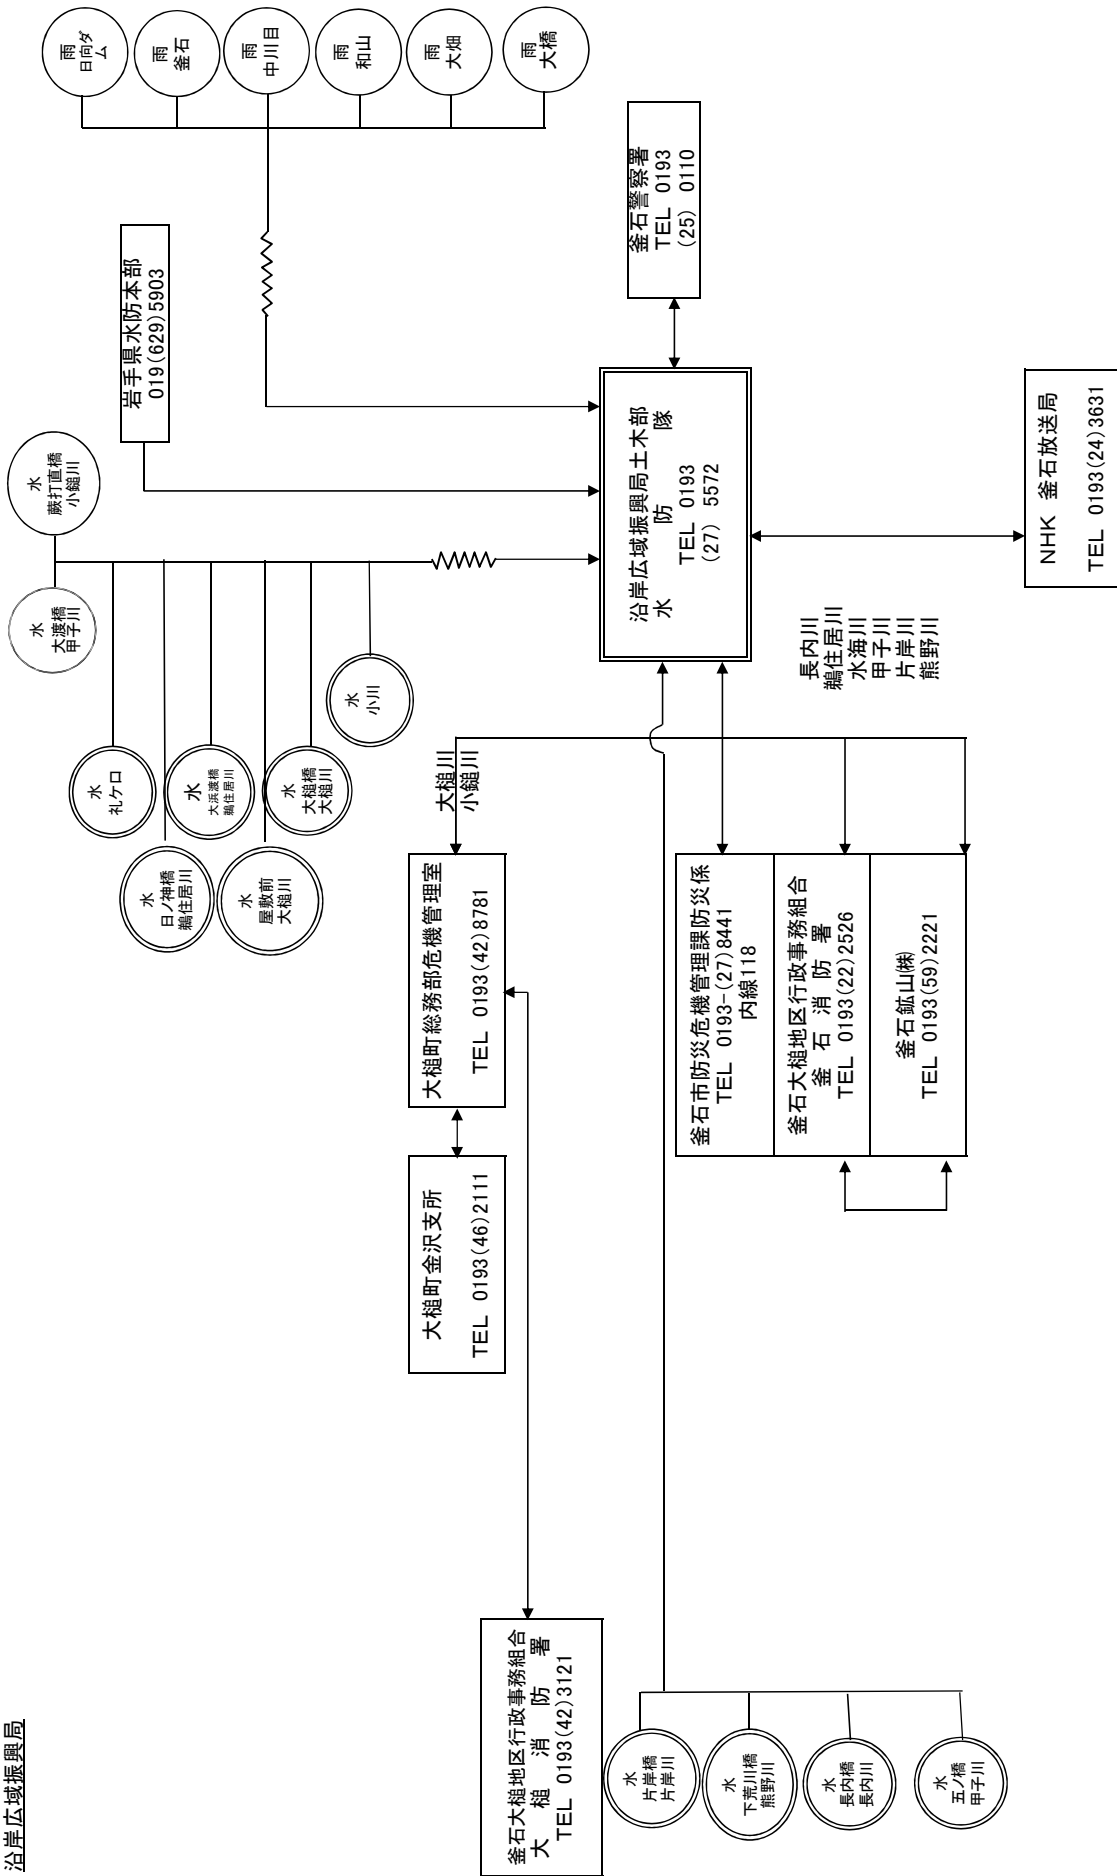 沿岸広域振興局
水
蕨打直橋
小鎚川
水
大渡橋
甲子川
水
礼ケ口
水
日ノ神橋
鵜住居川
水
大浜渡橋
鵜住居川
水
屋敷前
大槌川
水
大槌橋
大槌川
水
小川
岩手県水防本部
019(629)5903
雨
日向ダ
ム
雨
釜石
雨
中川目
雨
和山
雨
大畑
雨
大橋
釜石大槌地区行政事務組合
大 槌 消 防 署
TEL 0193(42)3121
大槌町金沢支所
TEL 0193(46)2111
大槌町総務部危機管理室
TEL 0193(42)8781
大槌川
小鎚川
沿岸広域振興局土木部
水 防 隊
TEL 0193
(27) 5572
釜石警察署
TEL 0193
(25) 0110
釜石市防災危機管理課防災係
TEL 0193-(27)8441
内線118
釜石大槌地区行政事務組合
釜 石 消 防 署
TEL 0193(22)2526
釜石鉱山㈱
TEL 0193(59)2221
長内川
鵜住居川
水海川
甲子川
片岸川
熊野川
水
片岸橋
片岸川
水
下荒川橋
熊野川
水
長内橋
長内川
水
五ノ橋
甲子川
NHK 釜石放送局
TEL 0193(24)3631